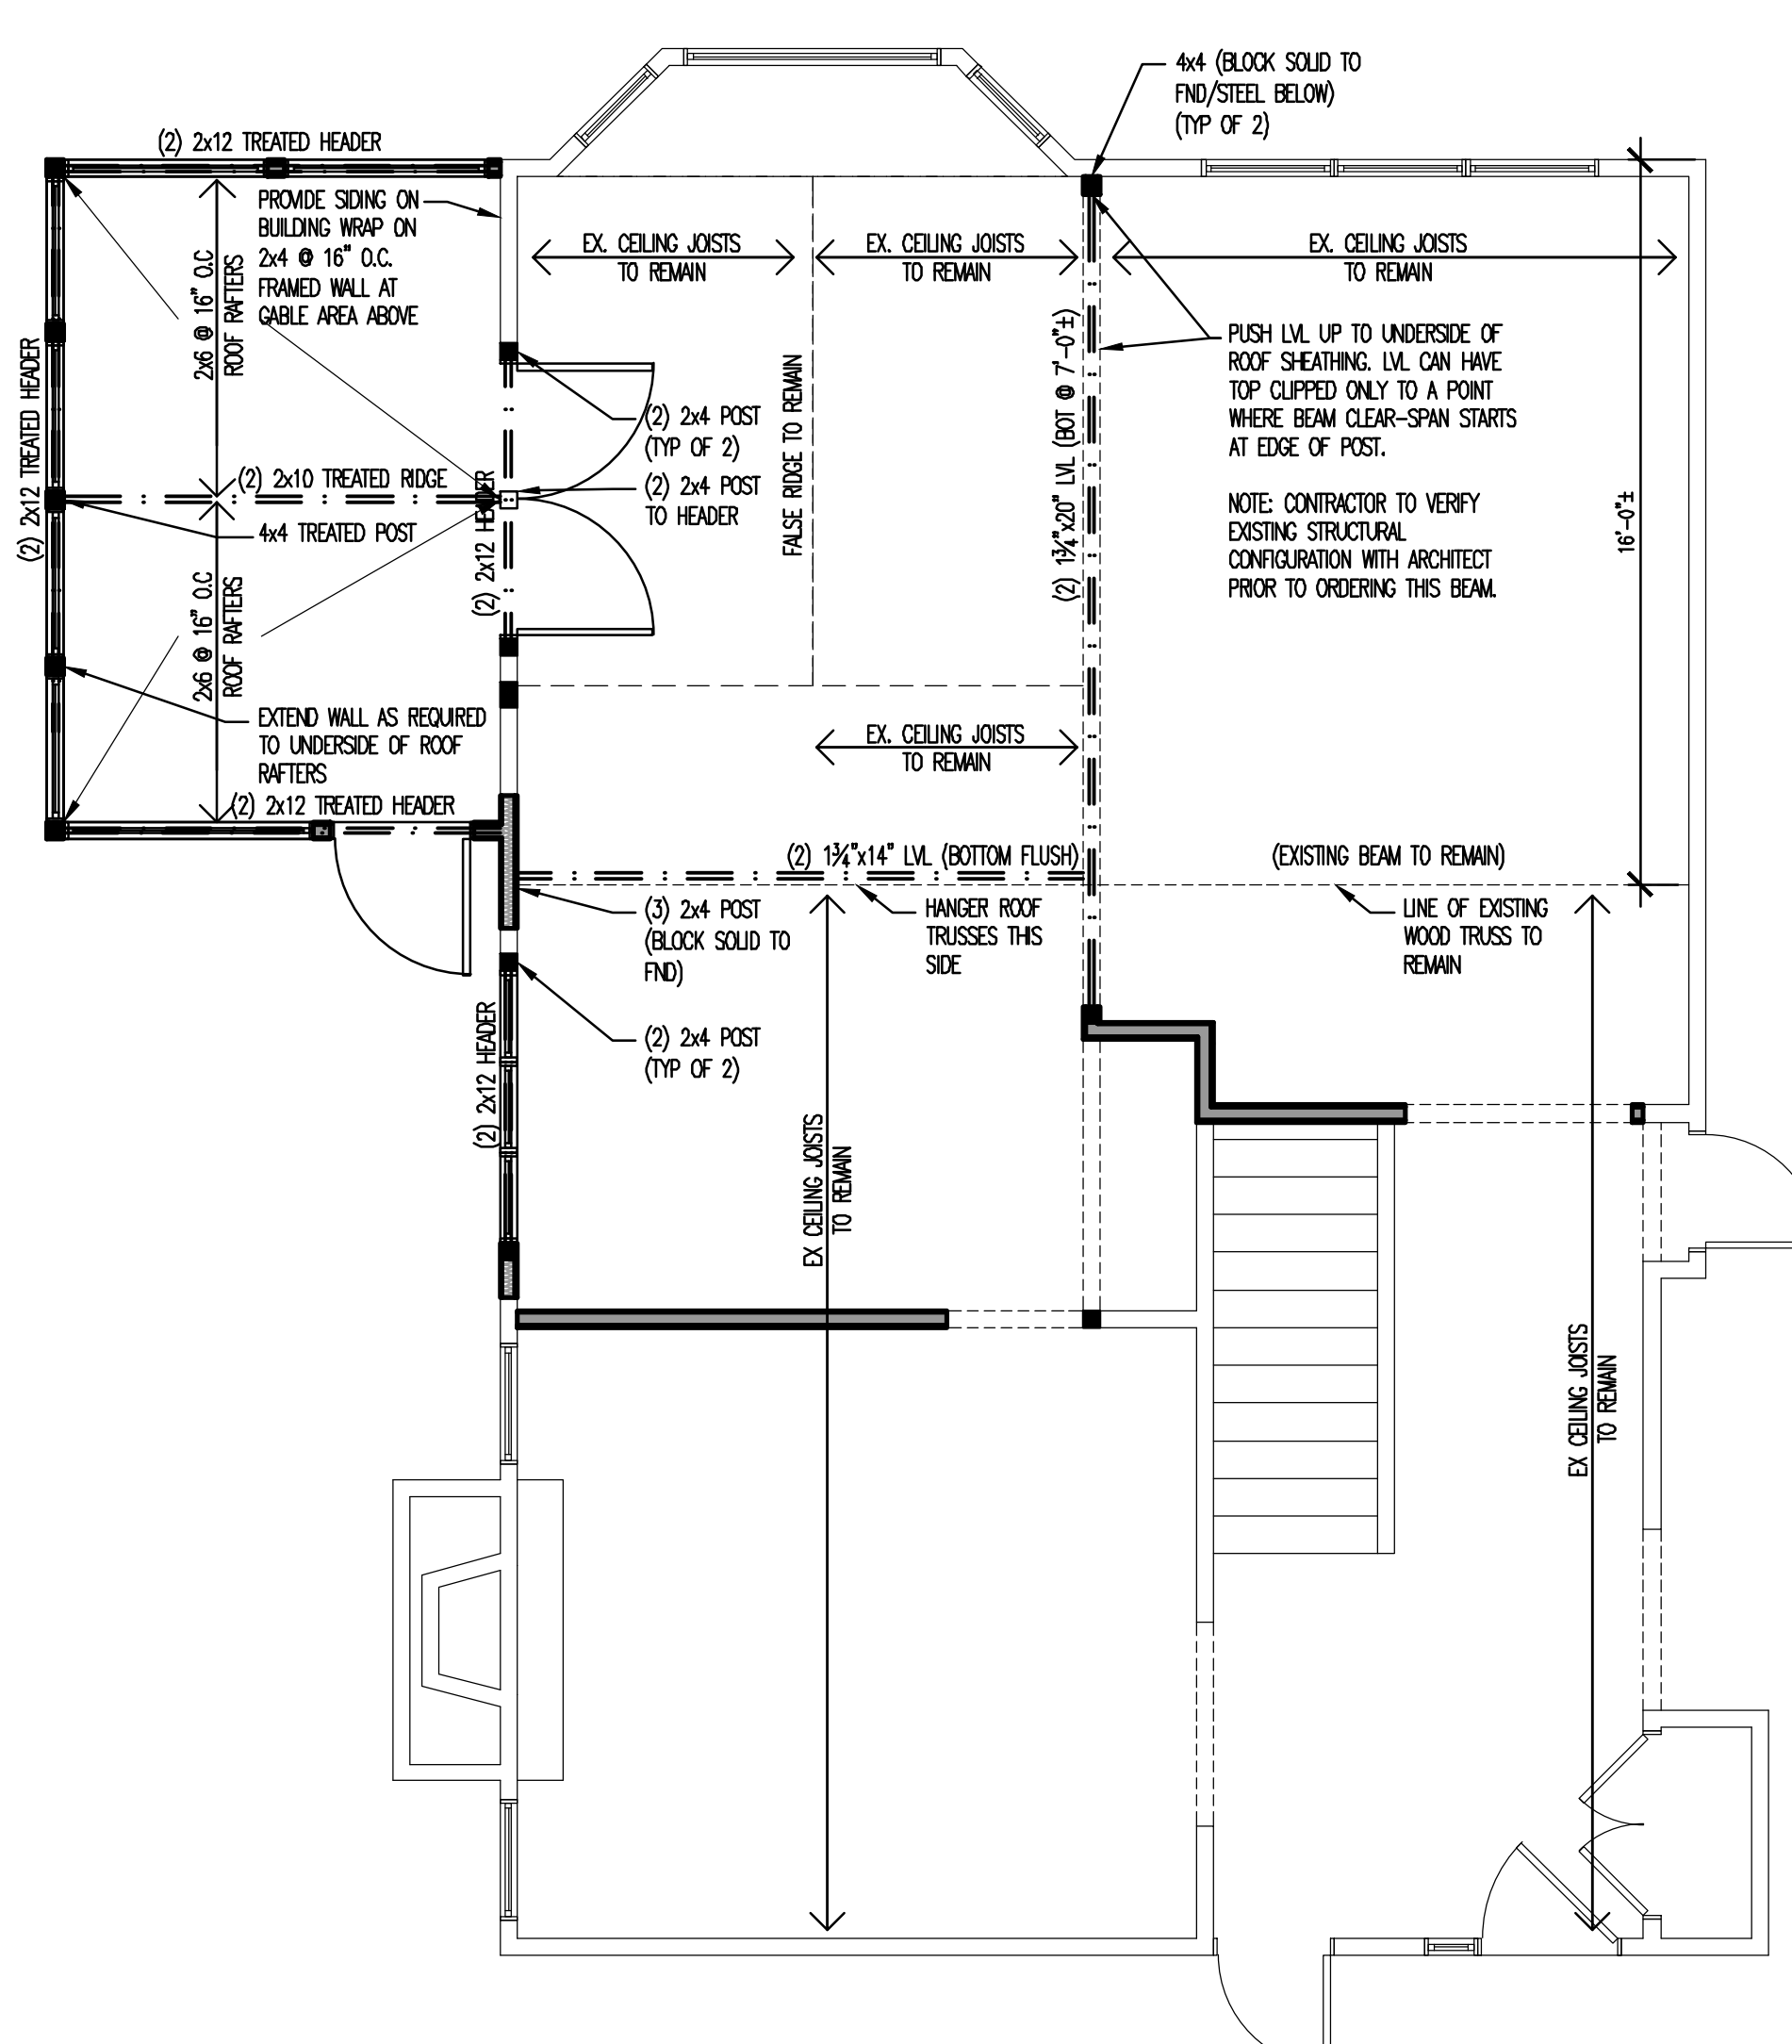 4x4 (BLOCK SOLID TO
FND/STEEL BELOW)
(TYP OF 2)
(2) 2x12 TREATED HEADER
PROVIDE SIDING ON
BUILDING WRAP ON
2x4 @ 16" O.C.
FRAMED WALL AT
GABLE AREA ABOVE
2x6 @ 16" O.C
ROOF RAFTERS
(2) 2x12 TREATED HEADER
EX. CEILING JOISTS
TO REMAIN
EX. CEILING JOISTS
TO REMAIN
EX. CEILING JOISTS
TO REMAIN
PUSH LVL UP TO UNDERSIDE OF
ROOF SHEATHING. LVL CAN HAVE
TOP CLIPPED ONLY TO A POINT
WHERE BEAM CLEAR-SPAN STARTS
AT EDGE OF POST.
NOTE: CONTRACTOR TO VERIFY
EXISTING STRUCTURAL
CONFIGURATION WITH ARCHITECT
PRIOR TO ORDERING THIS BEAM.
16'-0"±
(2) 1¾"x20" LVL (BOT @ 7'-0"±)
FALSE RIDGE TO REMAIN
(2) 2x4 POST
(TYP OF 2)
(2) 2x4 POST
TO HEADER
(2) 2x12 HEADER
(2) 2x10 TREATED RIDGE
4x4 TREATED POST
2x6 @ 16" O.C
ROOF RAFTERS
EXTEND WALL AS REQUIRED
TO UNDERSIDE OF ROOF
RAFTERS
(2) 2x12 TREATED HEADER
EX. CEILING JOISTS
TO REMAIN
(2) 1¾"x14" LVL (BOTTOM FLUSH)
(EXISTING BEAM TO REMAIN)
(3) 2x4 POST
(BLOCK SOLID TO
FND)
HANGER ROOF
TRUSSES THIS
SIDE
LINE OF EXISTING
WOOD TRUSS TO
REMAIN
(2) 2x12 HEADER
(2) 2x4 POST
(TYP OF 2)
EX CEILING JOISTS
TO REMAIN
EX CEILING JOISTS
TO REMAIN